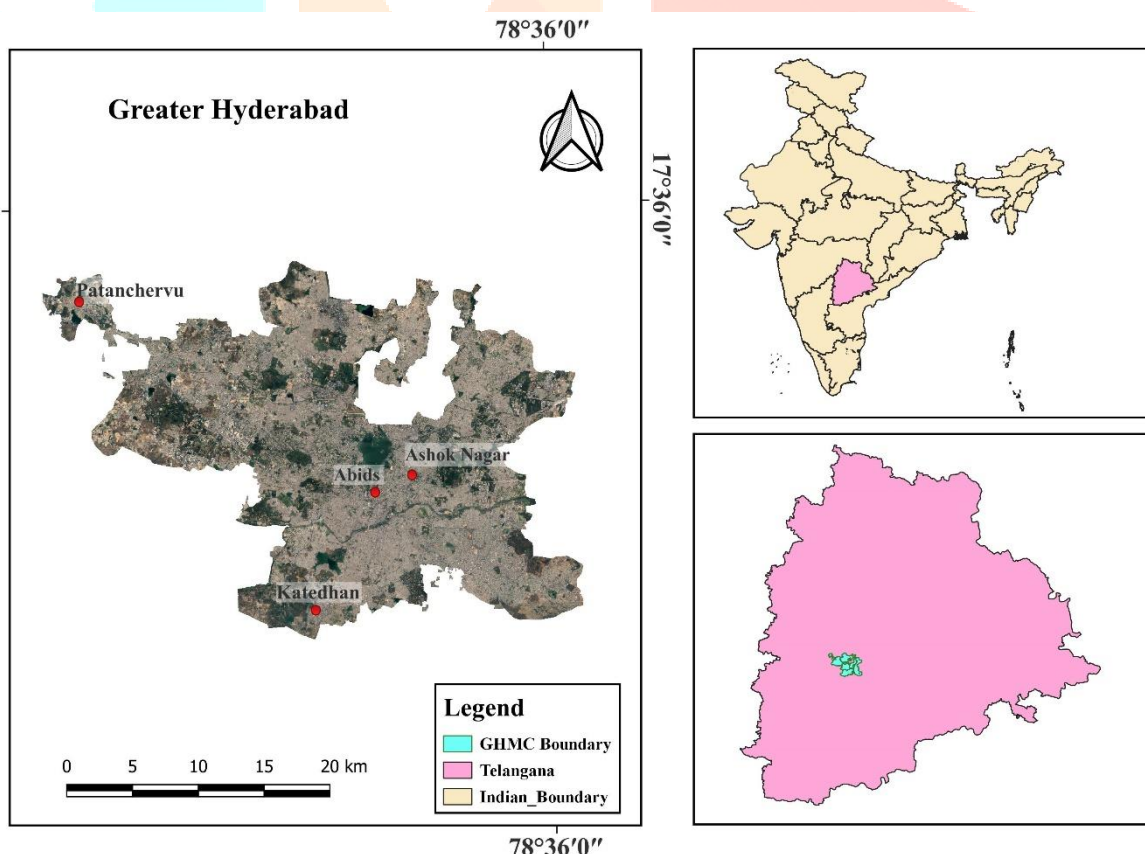 78°36′0″
Greater Hyderabad
17°36′0″
Patanchervu
Ashok Nagar
Abids
Katedhan
Legend
GHMC Boundary
Telangana
Indian_Boundary
0 5 10 15 20 km
78°36′0″